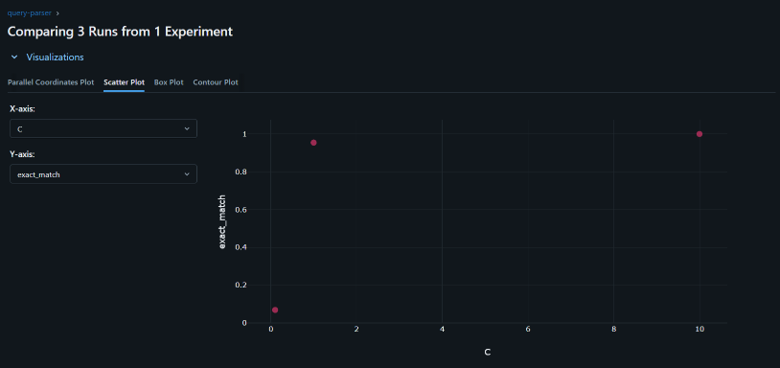 query-parser >
Comparing 3 Runs from 1 Experiment
Visualizations
Parallel Coordinates Plot Scatter Plot Box Plot Contour Plot
X-axis:
C
Y-axis:
exact_match
exact_match
1
0.8
0.6
0.4
0.2
0
0 2 4 6 8 10
C